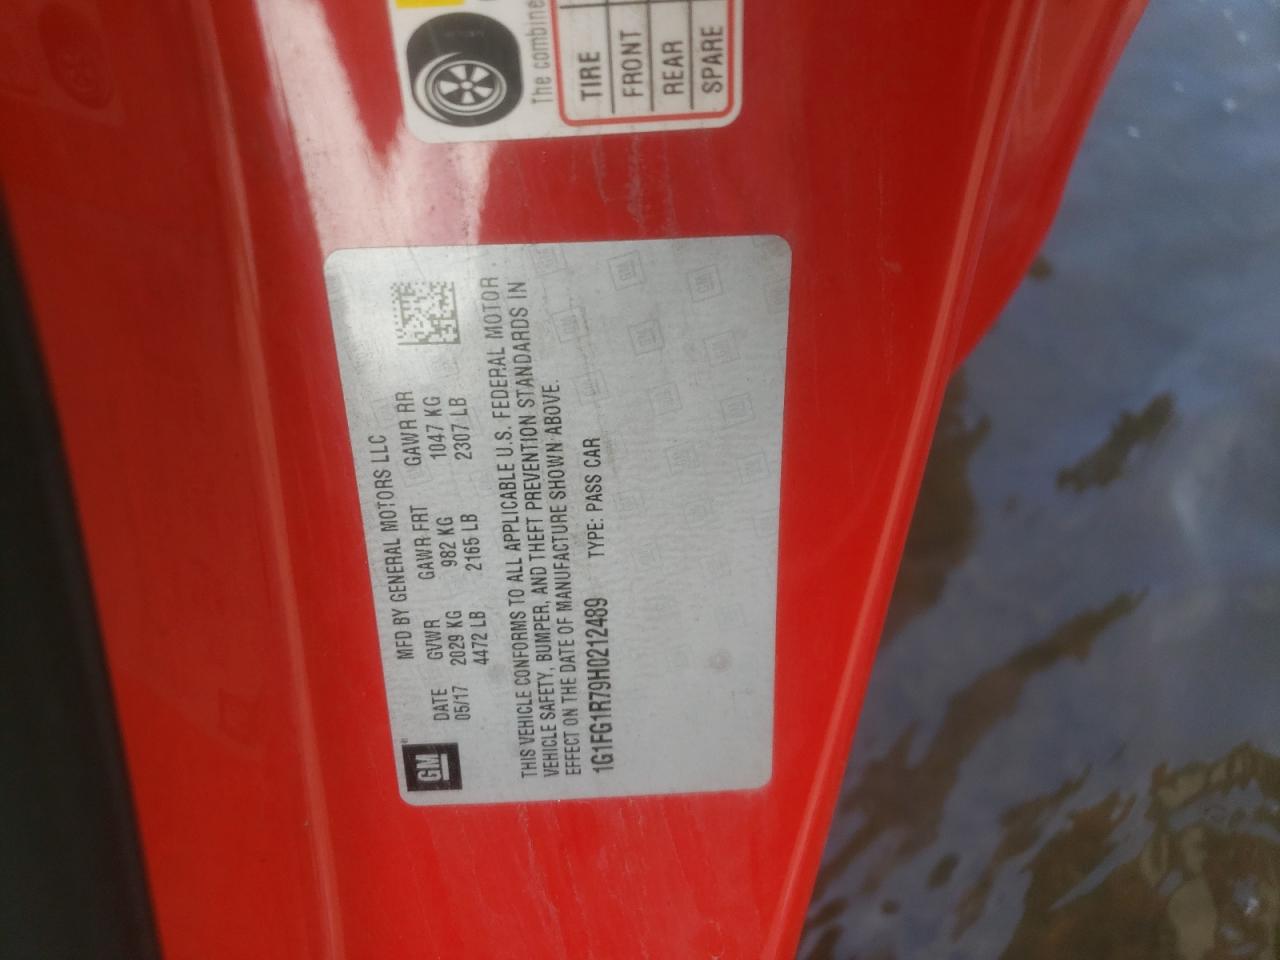 The combine
TIRE
FRONT
REAR
SPARE
GM
MFD BY GENERAL MOTORS LLC
DATE GVWR GAWR FRT GAWR RR
05/17 2029 KG 982 KG 1047 KG
4472 LB 2165 LB 2307 LB
THIS VEHICLE CONFORMS TO ALL APPLICABLE U.S. FEDERAL MOTOR
VEHICLE SAFETY, BUMPER, AND THEFT PREVENTION STANDARDS IN
EFFECT ON THE DATE OF MANUFACTURE SHOWN ABOVE.
1G1FG1R79H0212489 TYPE: PASS CAR